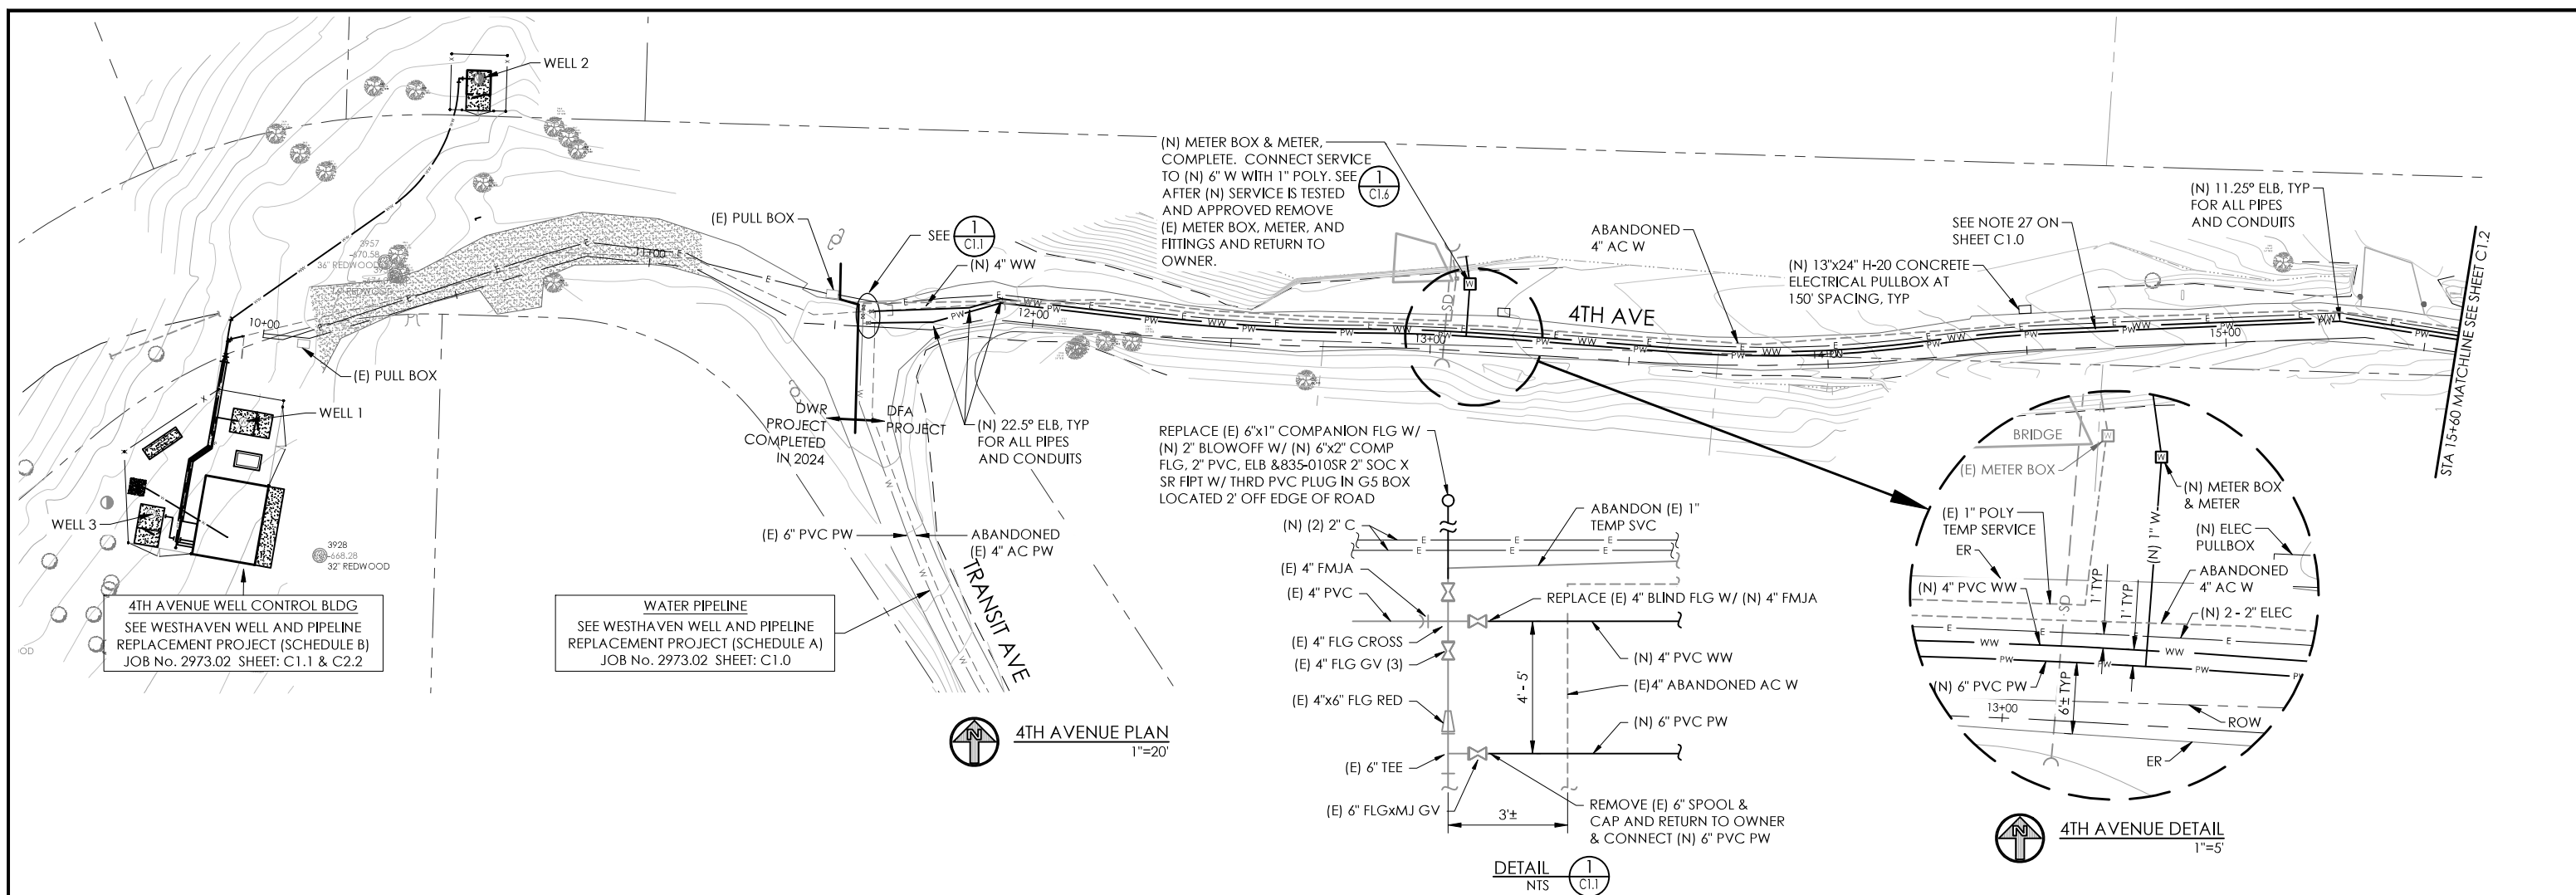 WELL 2
3957
-670.58
36" REDWOOD
10+00
11+00
(E) PULL BOX
WELL 1
WELL 3
3928
-668.28
32" REDWOOD
4TH AVENUE WELL CONTROL BLDG
SEE WESTHAVEN WELL AND PIPELINE
REPLACEMENT PROJECT (SCHEDULE B)
JOB No. 2973.02 SHEET: C1.1 & C2.2
WATER PIPELINE
SEE WESTHAVEN WELL AND PIPELINE
REPLACEMENT PROJECT (SCHEDULE A)
JOB No. 2973.02 SHEET: C1.0
(E) PULL BOX
SEE 1
C1.1
(N) 4" WW
12+00
DWR
PROJECT
COMPLETED
IN 2024
DFA
PROJECT
(N) 22.5° ELB, TYP
FOR ALL PIPES
AND CONDUITS
(E) 6" PVC PW
ABANDONED
(E) 4" AC PW
TRANSIT AVE
4TH AVENUE PLAN
1"=20'
N
(N) METER BOX & METER,
COMPLETE. CONNECT SERVICE
TO (N) 6" W WITH 1" POLY. SEE
AFTER (N) SERVICE IS TESTED
AND APPROVED REMOVE
(E) METER BOX, METER, AND
FITTINGS AND RETURN TO
OWNER.
1
C1.6
W
SD
13+00
4TH AVE
ABANDONED
4" AC W
14+00
(N) 13"x24" H-20 CONCRETE
ELECTRICAL PULLBOX AT
150' SPACING, TYP
SEE NOTE 27 ON
SHEET C1.0
15+00
(N) 11.25° ELB, TYP
FOR ALL PIPES
AND CONDUITS
STA 15+60 MATCHLINE SEE SHEET C1.2
E
WW
PW
REPLACE (E) 6"x1" COMPANION FLG W/
(N) 2" BLOWOFF W/ (N) 6"x2" COMP
FLG, 2" PVC, ELB &835-010SR 2" SOC X
SR FIPT W/ THRD PVC PLUG IN G5 BOX
LOCATED 2' OFF EDGE OF ROAD
(N) (2) 2" C
ABANDON (E) 1"
TEMP SVC
(E) 4" FMJA
(E) 4" PVC
REPLACE (E) 4" BLIND FLG W/ (N) 4" FMJA
(E) 4" FLG CROSS
(E) 4" FLG GV (3)
(N) 4" PVC WW
4' - 5'
(E)4" ABANDONED AC W
(E) 4"x6" FLG RED
(N) 6" PVC PW
(E) 6" TEE
(E) 6" FLGxMJ GV
3'±
REMOVE (E) 6" SPOOL &
CAP AND RETURN TO OWNER
& CONNECT (N) 6" PVC PW
DETAIL 1
NTS C1.1
BRIDGE
W
(E) METER BOX
W
(N) METER BOX
& METER
(E) 1" POLY
TEMP SERVICE
ER
(N) 1" W
(N) ELEC
PULLBOX
(N) 4" PVC WW
SD
1' TYP
1' TYP
ABANDONED
4" AC W
(N) 2 - 2" ELEC
E
WW
PW
(N) 6" PVC PW
6'± TYP
13+00
ROW
ER
N
4TH AVENUE DETAIL
1"=5'